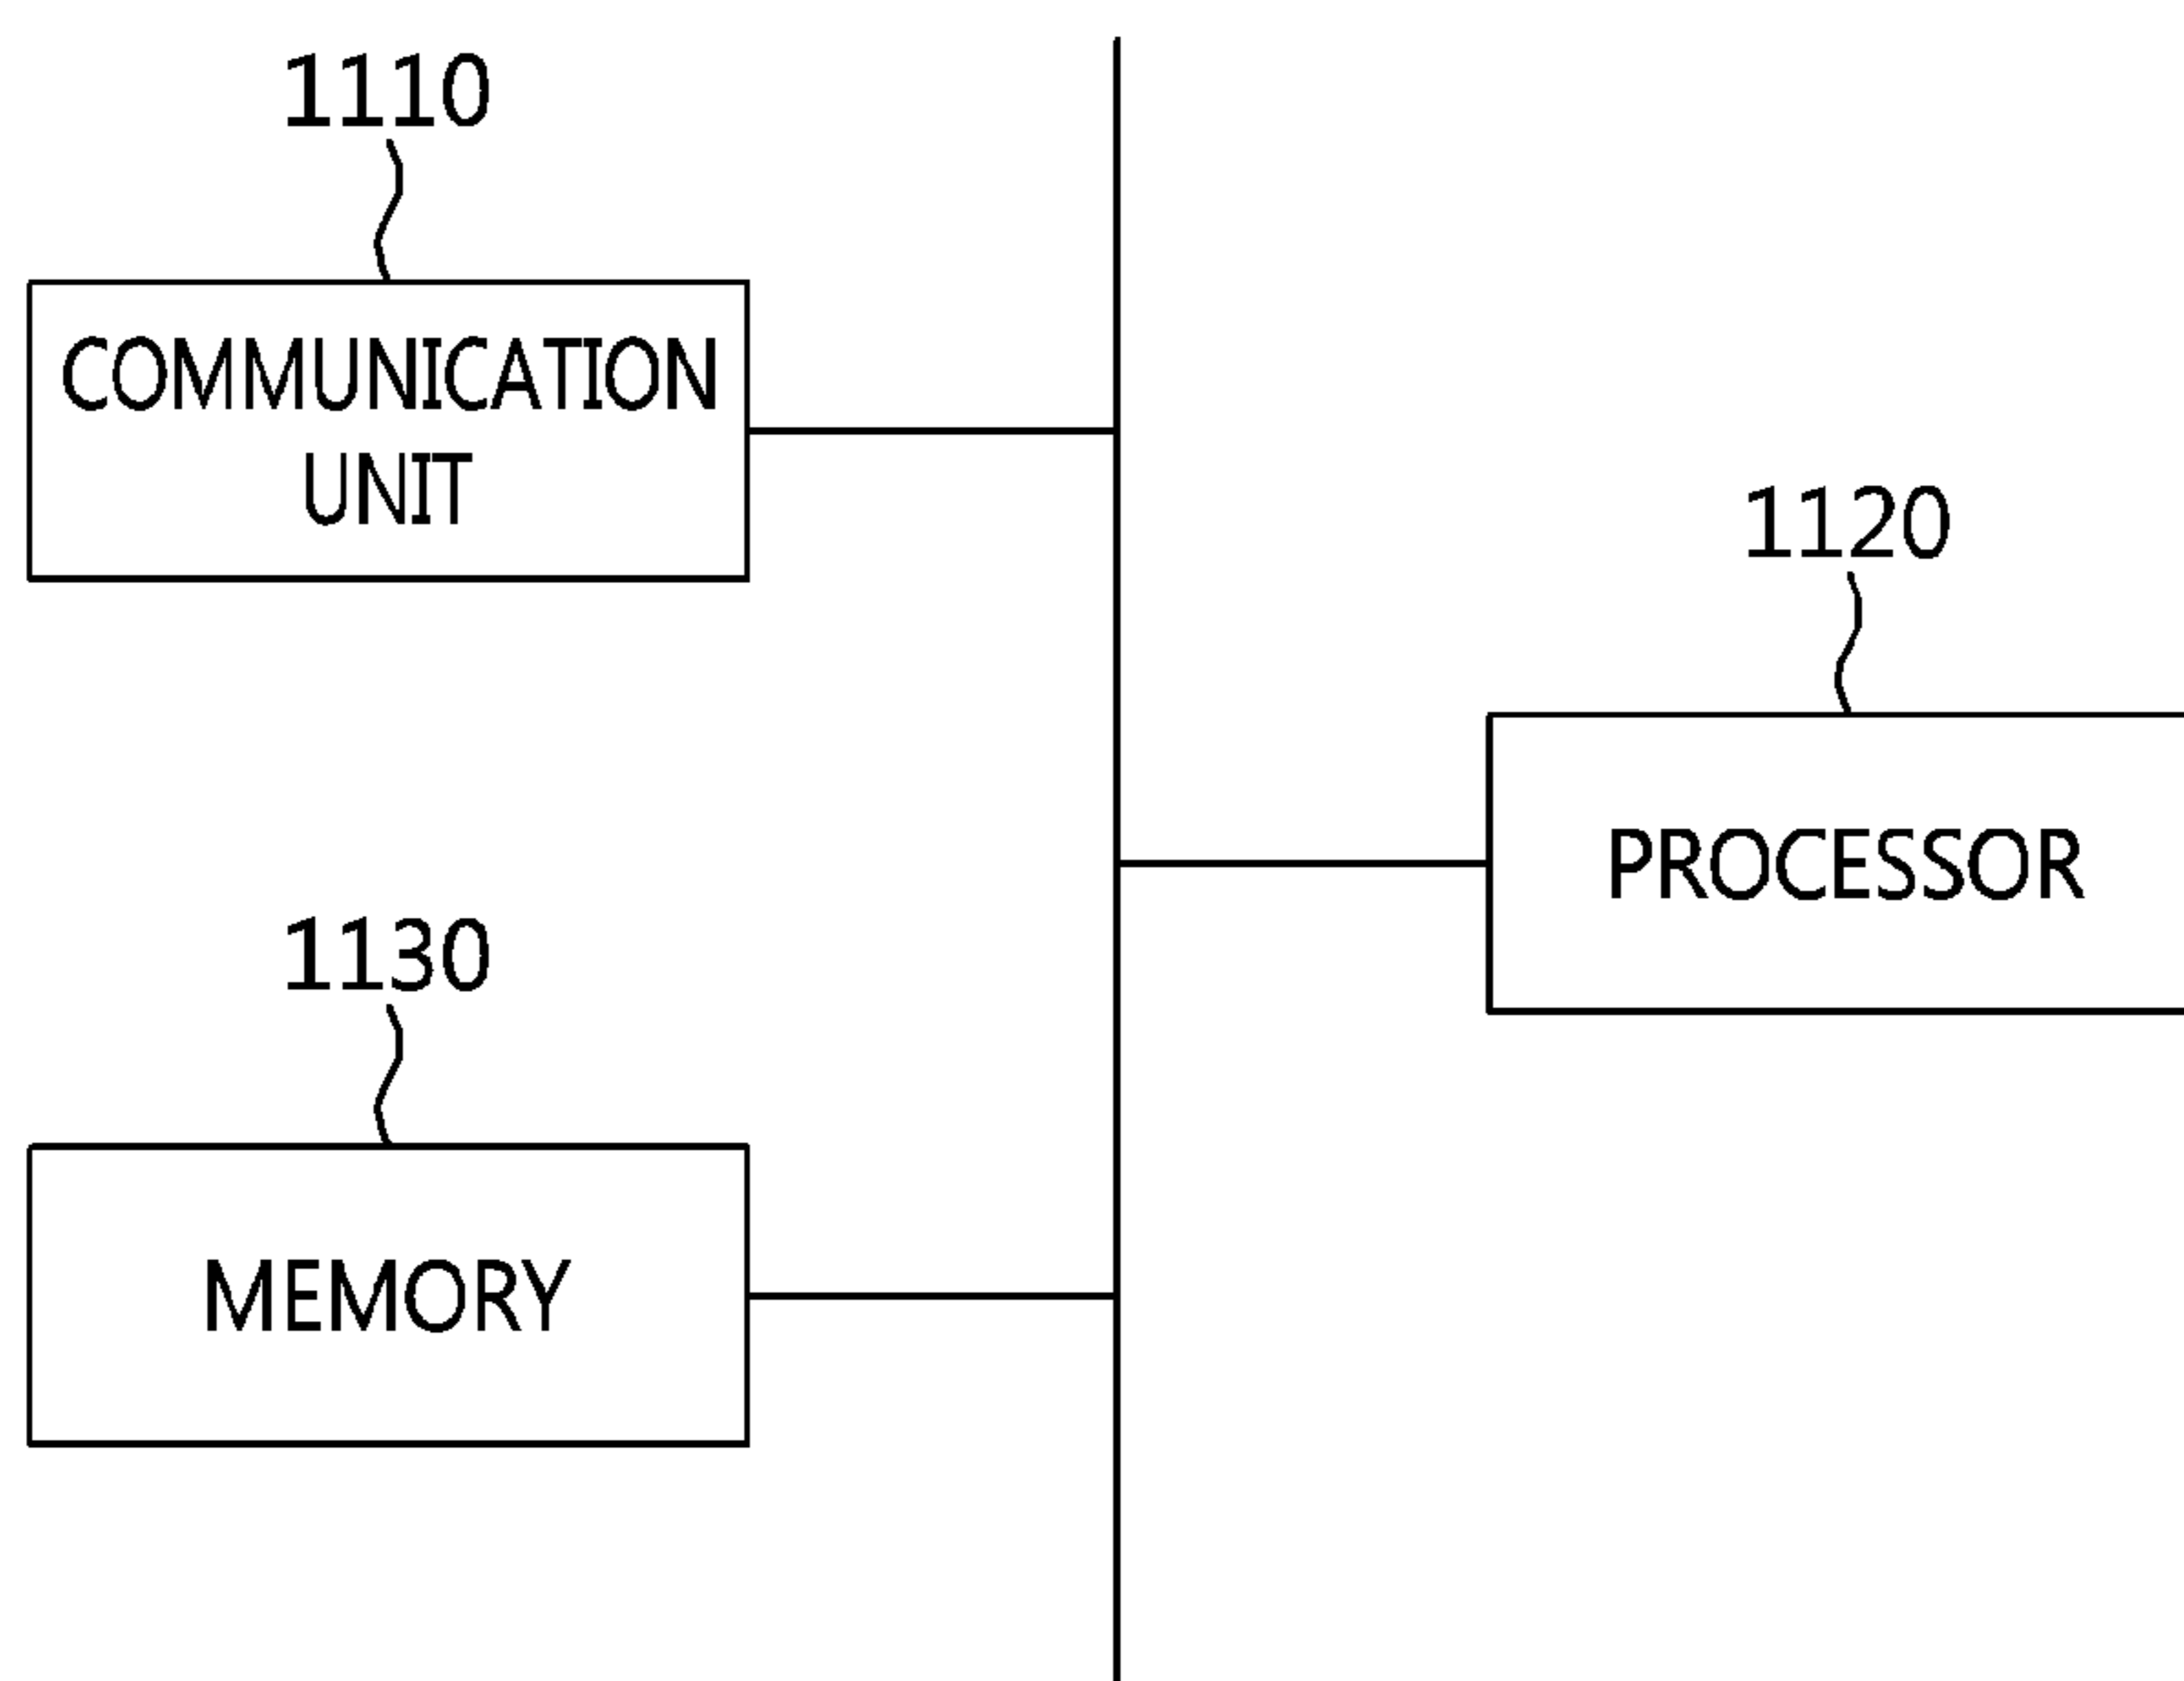 1110
COMMUNICATION
UNIT
1120
PROCESSOR
1130
MEMORY